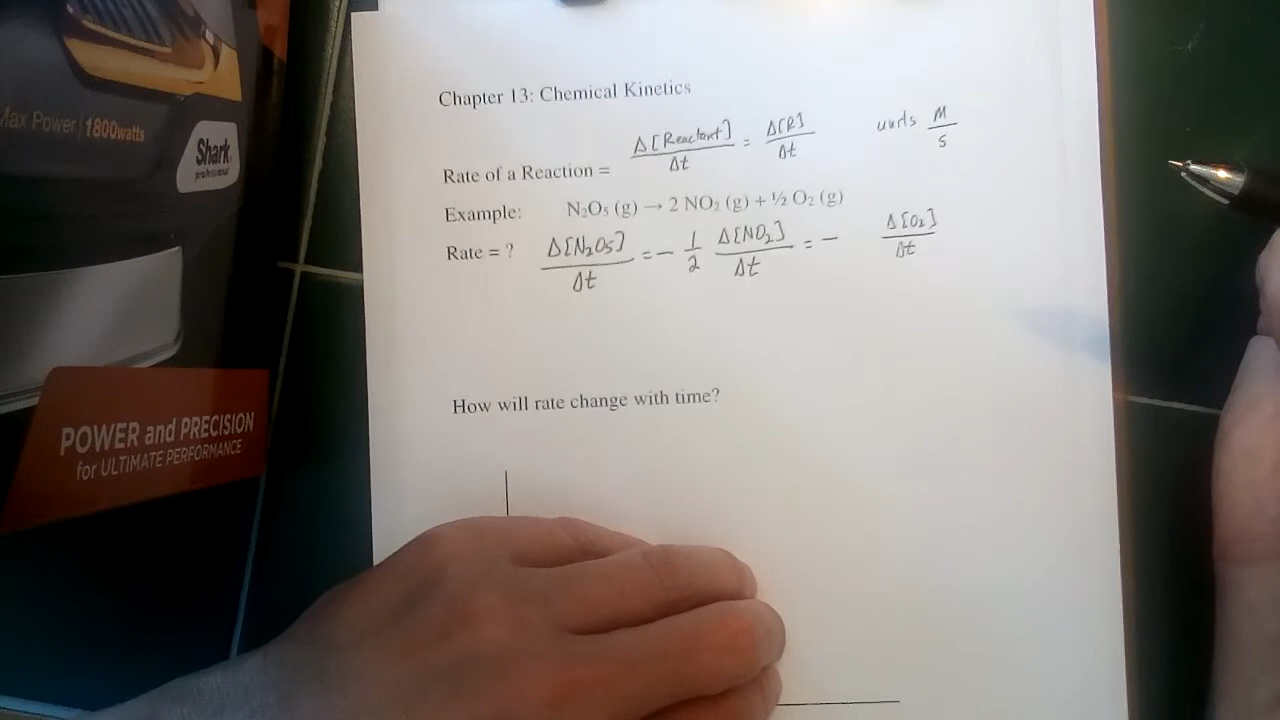 Max Power | 1800watts
Shark
professional
POWER and PRECISION
for ULTIMATE PERFORMANCE
Chapter 13: Chemical Kinetics
Rate of a Reaction = Δ[Reactant]/Δt = Δ[R]/Δt units M/s
Example: N₂O₅ (g) → 2 NO₂ (g) + ½ O₂ (g)
Rate = ? Δ[N₂O₅]/Δt = - 1/2 Δ[NO₂]/Δt = - Δ[O₂]/Δt
How will rate change with time?